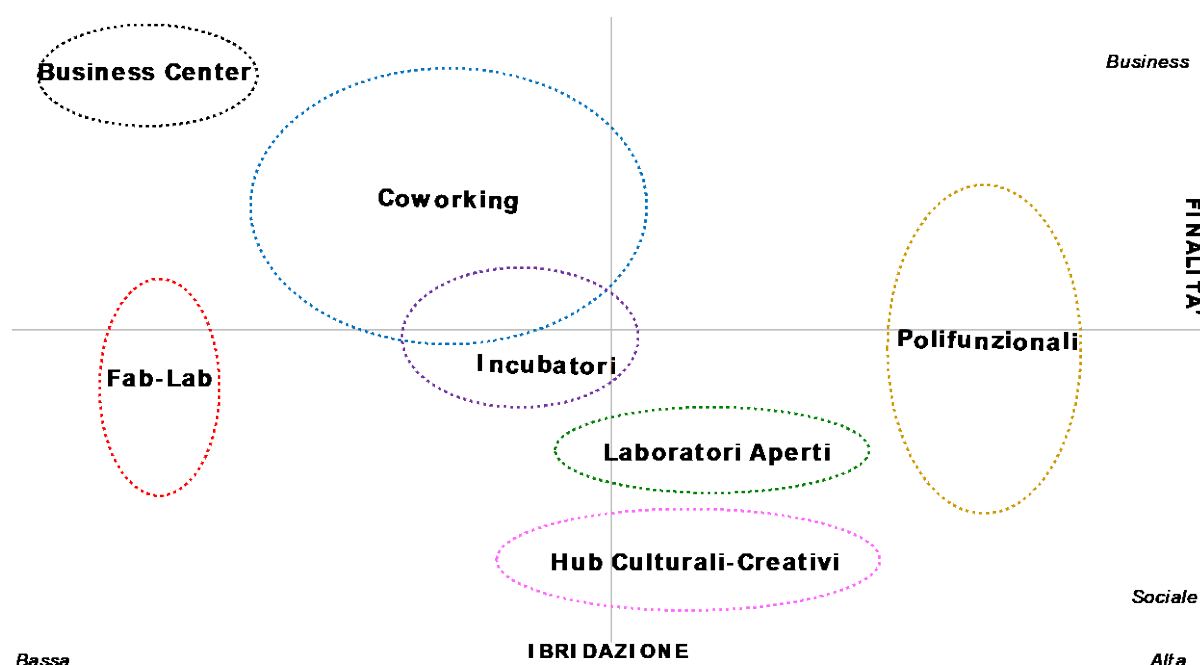 Business
Business Center
Coworking
FINALITA'
Polifunzionali
Incubatori
Fab-Lab
Laboratori Aperti
Hub Culturali-Creativi
Sociale
IBRIDAZIONE
Bassa
Alta